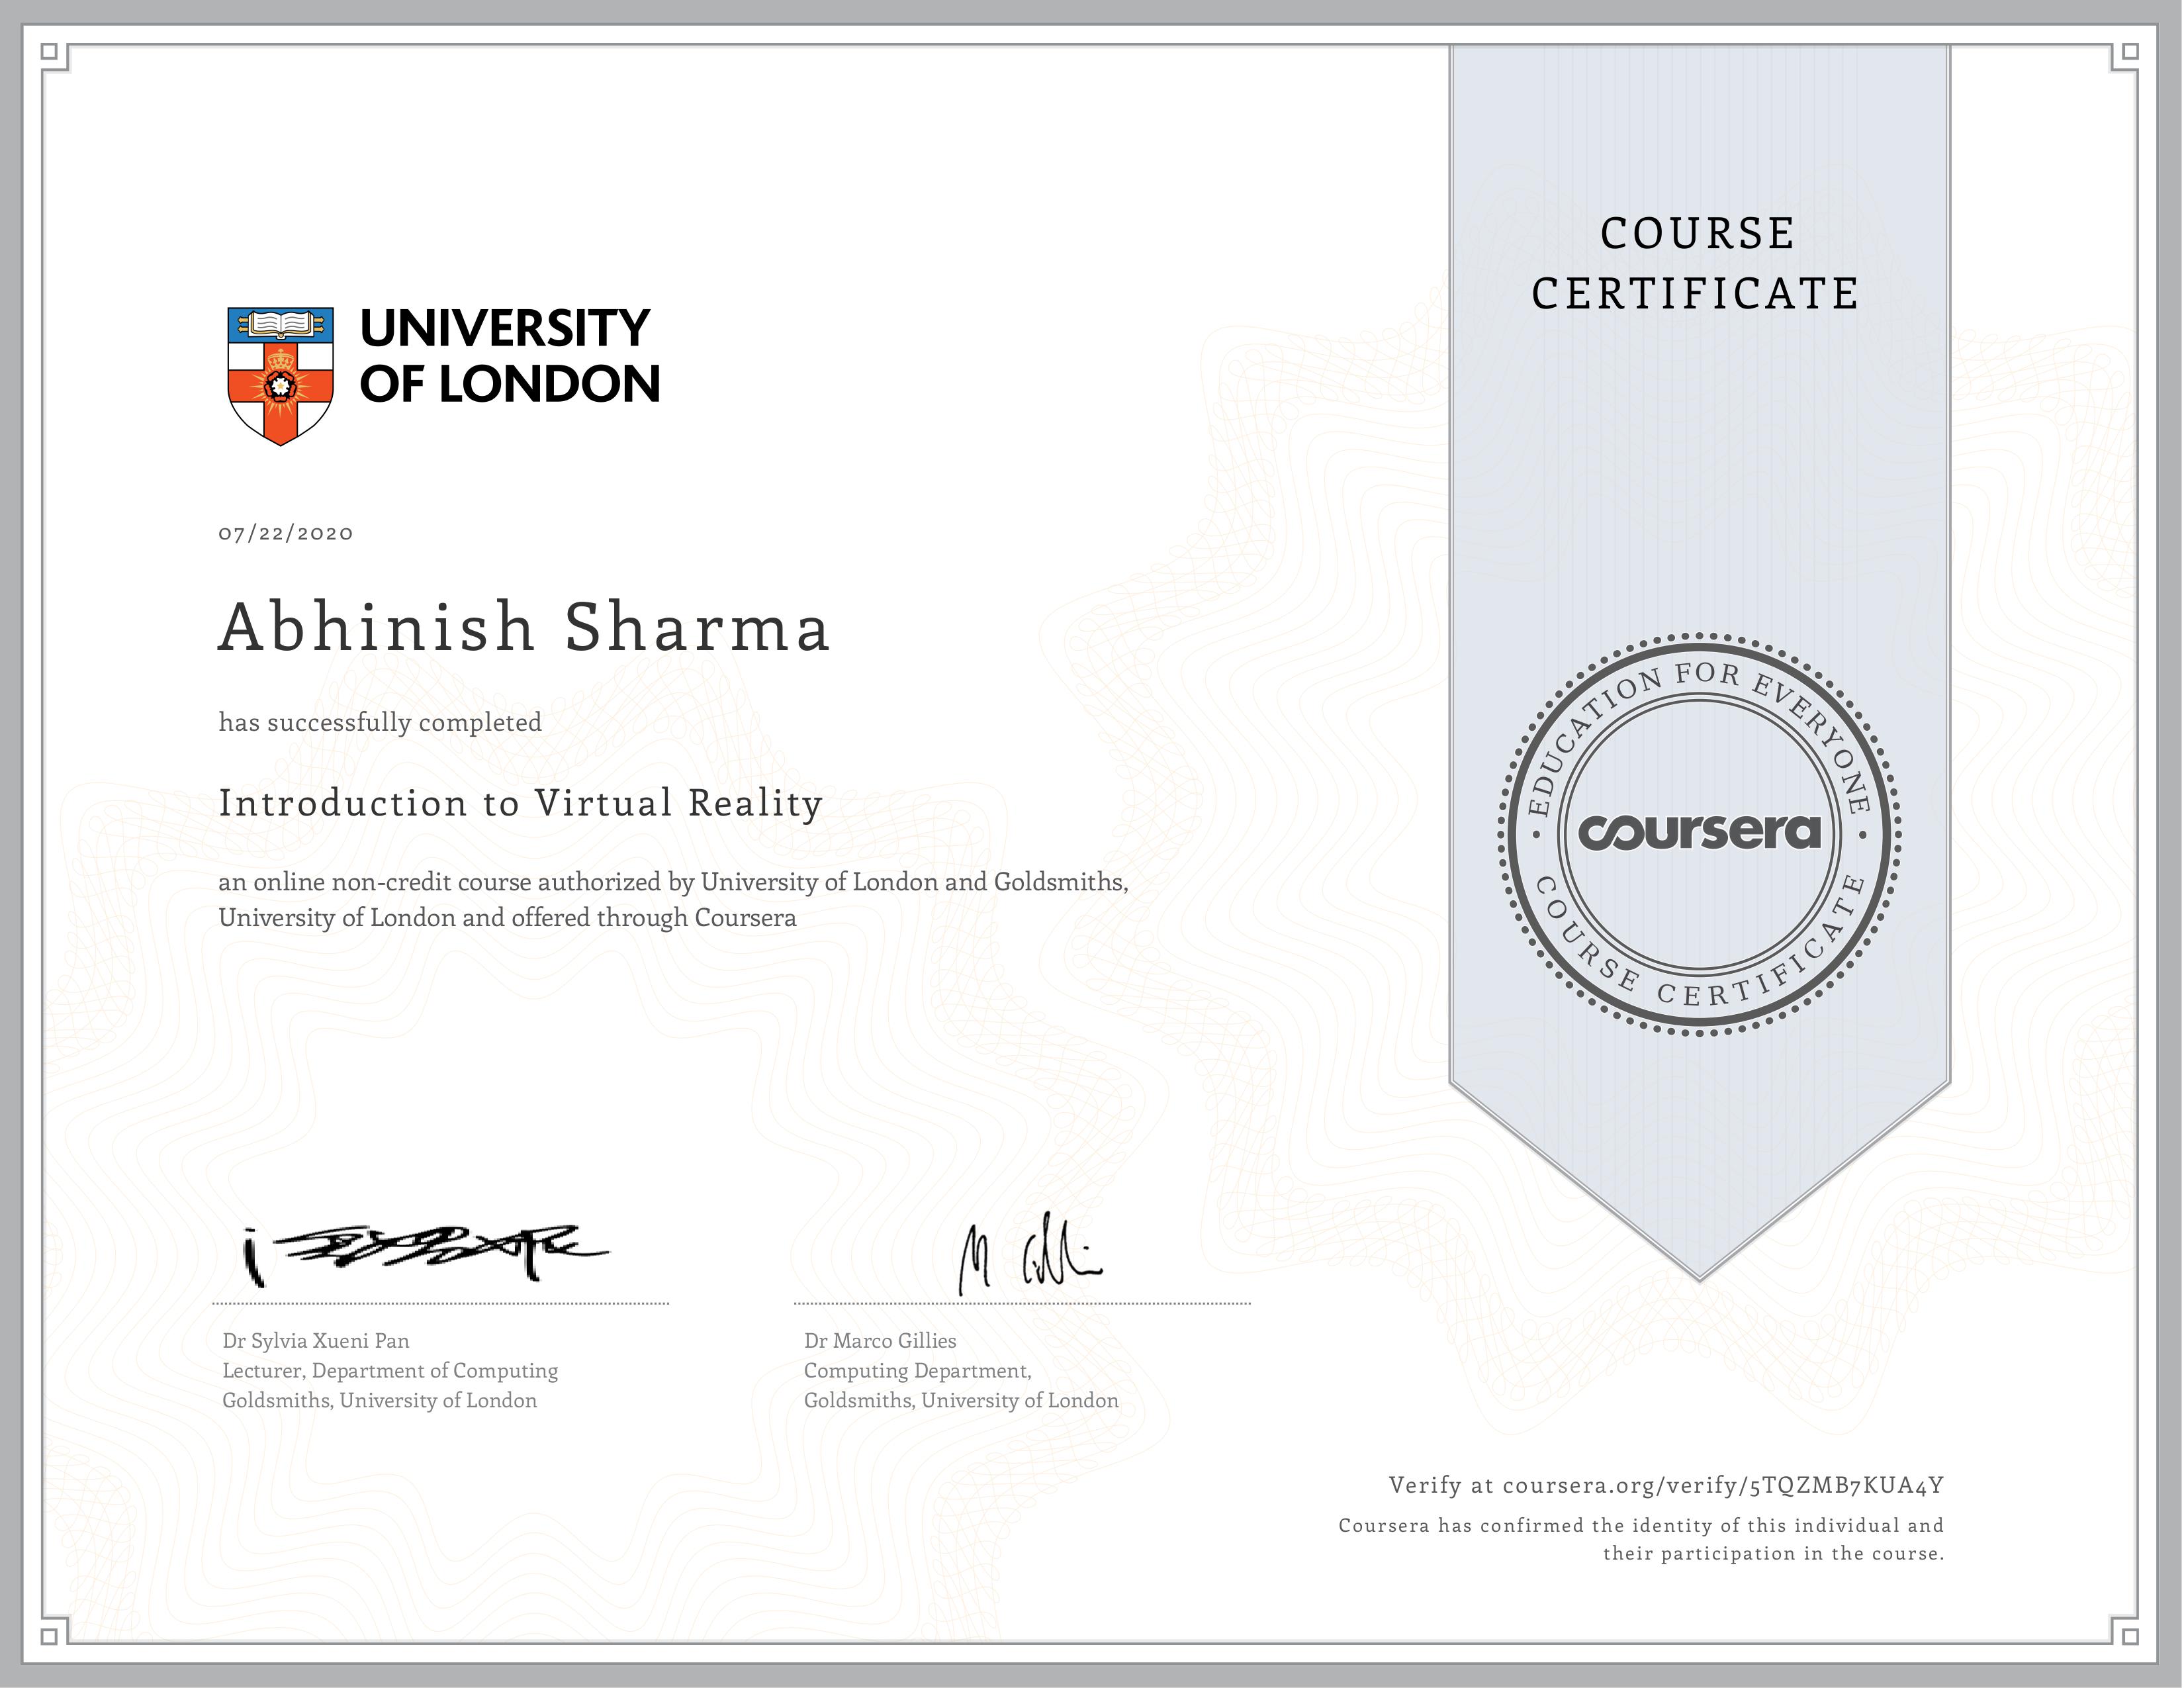 UNIVERSITY
OF LONDON
07/22/2020
Abhinish Sharma
has successfully completed
Introduction to Virtual Reality
an online non-credit course authorized by University of London and Goldsmiths,
University of London and offered through Coursera
Dr Sylvia Xueni Pan
Lecturer, Department of Computing
Goldsmiths, University of London
Dr Marco Gillies
Computing Department,
Goldsmiths, University of London
COURSE
CERTIFICATE
EDUCATION FOR EVERYONE
coursera
COURSE CERTIFICATE
Verify at coursera.org/verify/5TQZMB7KUA4Y
Coursera has confirmed the identity of this individual and
their participation in the course.